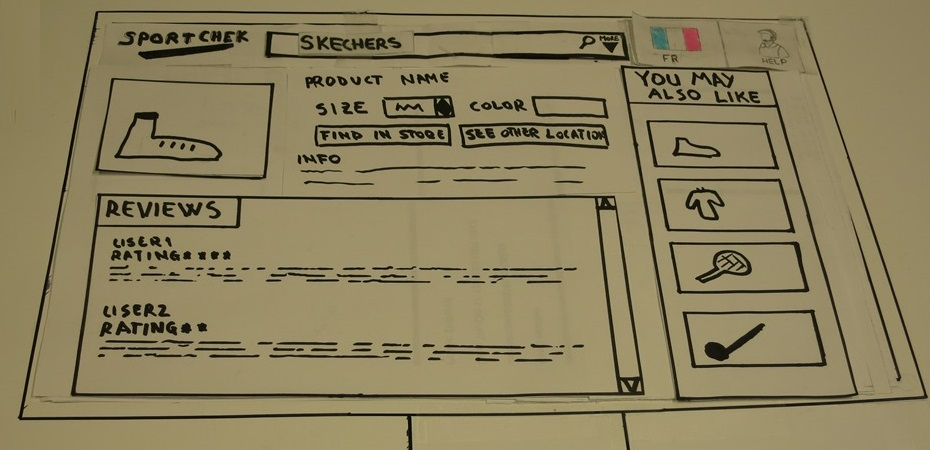 SPORTCHEK
SKECHERS
MORE
FR
HELP
PRODUCT NAME
SIZE
COLOR
FIND IN STORE
SEE OTHER LOCATION
INFO
YOU MAY
ALSO LIKE
REVIEWS
USER1
RATING****
USER2
RATING**